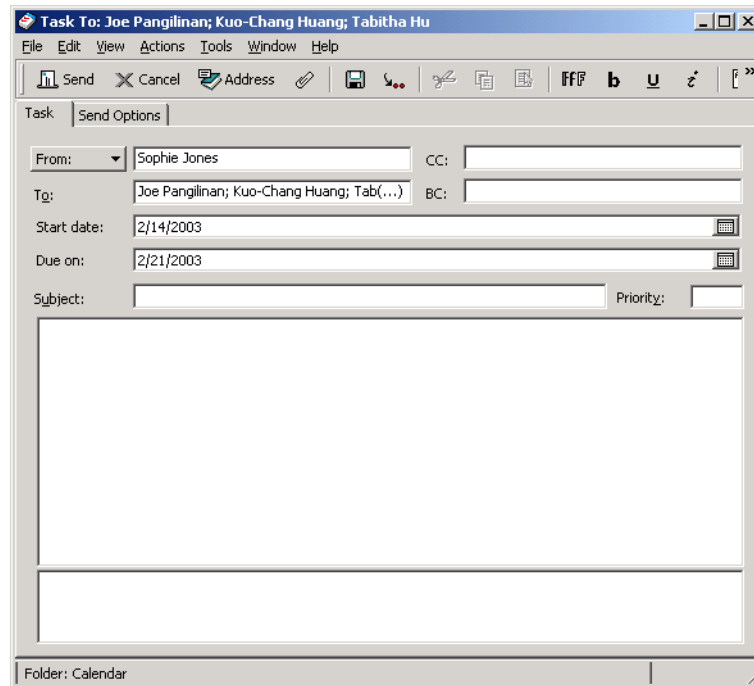 Task To: Joe Pangilinan; Kuo-Chang Huang; Tabitha Hu
File Edit View Actions Tools Window Help
Send Cancel Address b u i
Task Send Options
From: Sophie Jones CC:
To: Joe Pangilinan; Kuo-Chang Huang; Tab(...) BC:
Start date: 2/14/2003
Due on: 2/21/2003
Subject: Priority:
Folder: Calendar